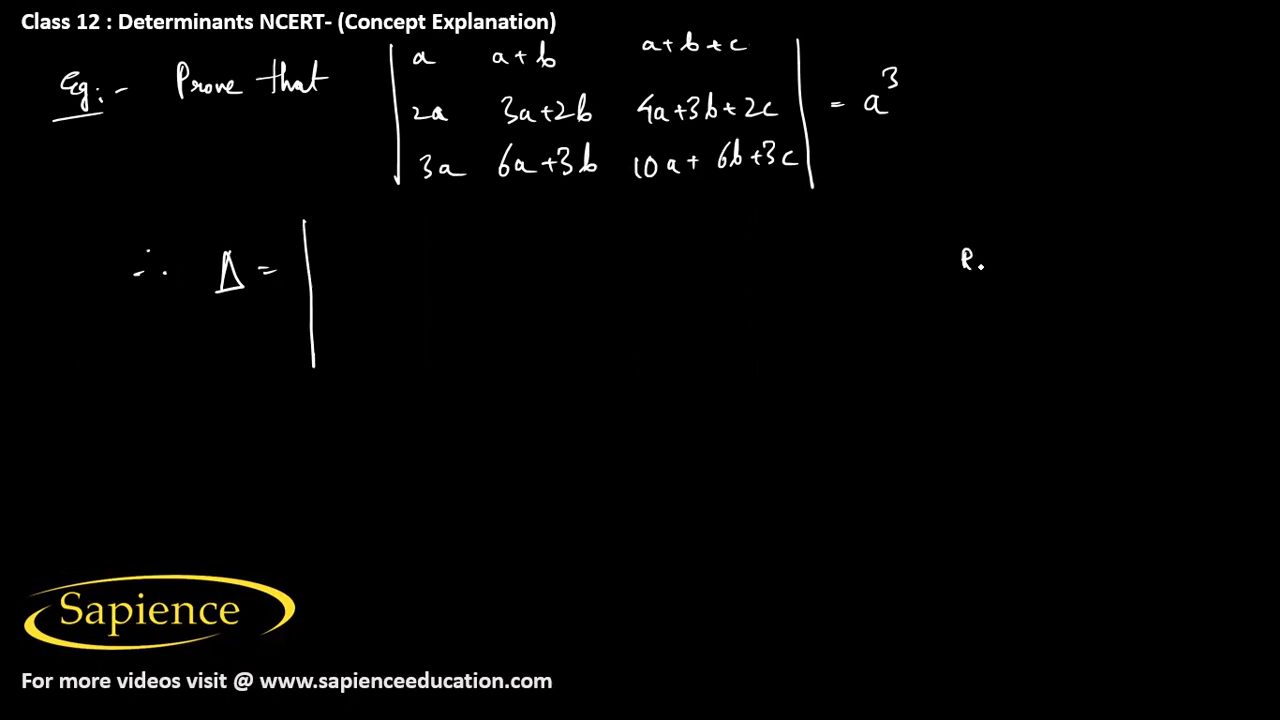 Class 12 : Determinants NCERT- (Concept Explanation)
Eg:- Prove that | a a+b a+b+c |
| 2a 3a+2b 4a+3b+2c | = a³
| 3a 6a+3b 10a+6b+3c |
∴ Δ = | R.
Sapience
For more videos visit @ www.sapienceeducation.com